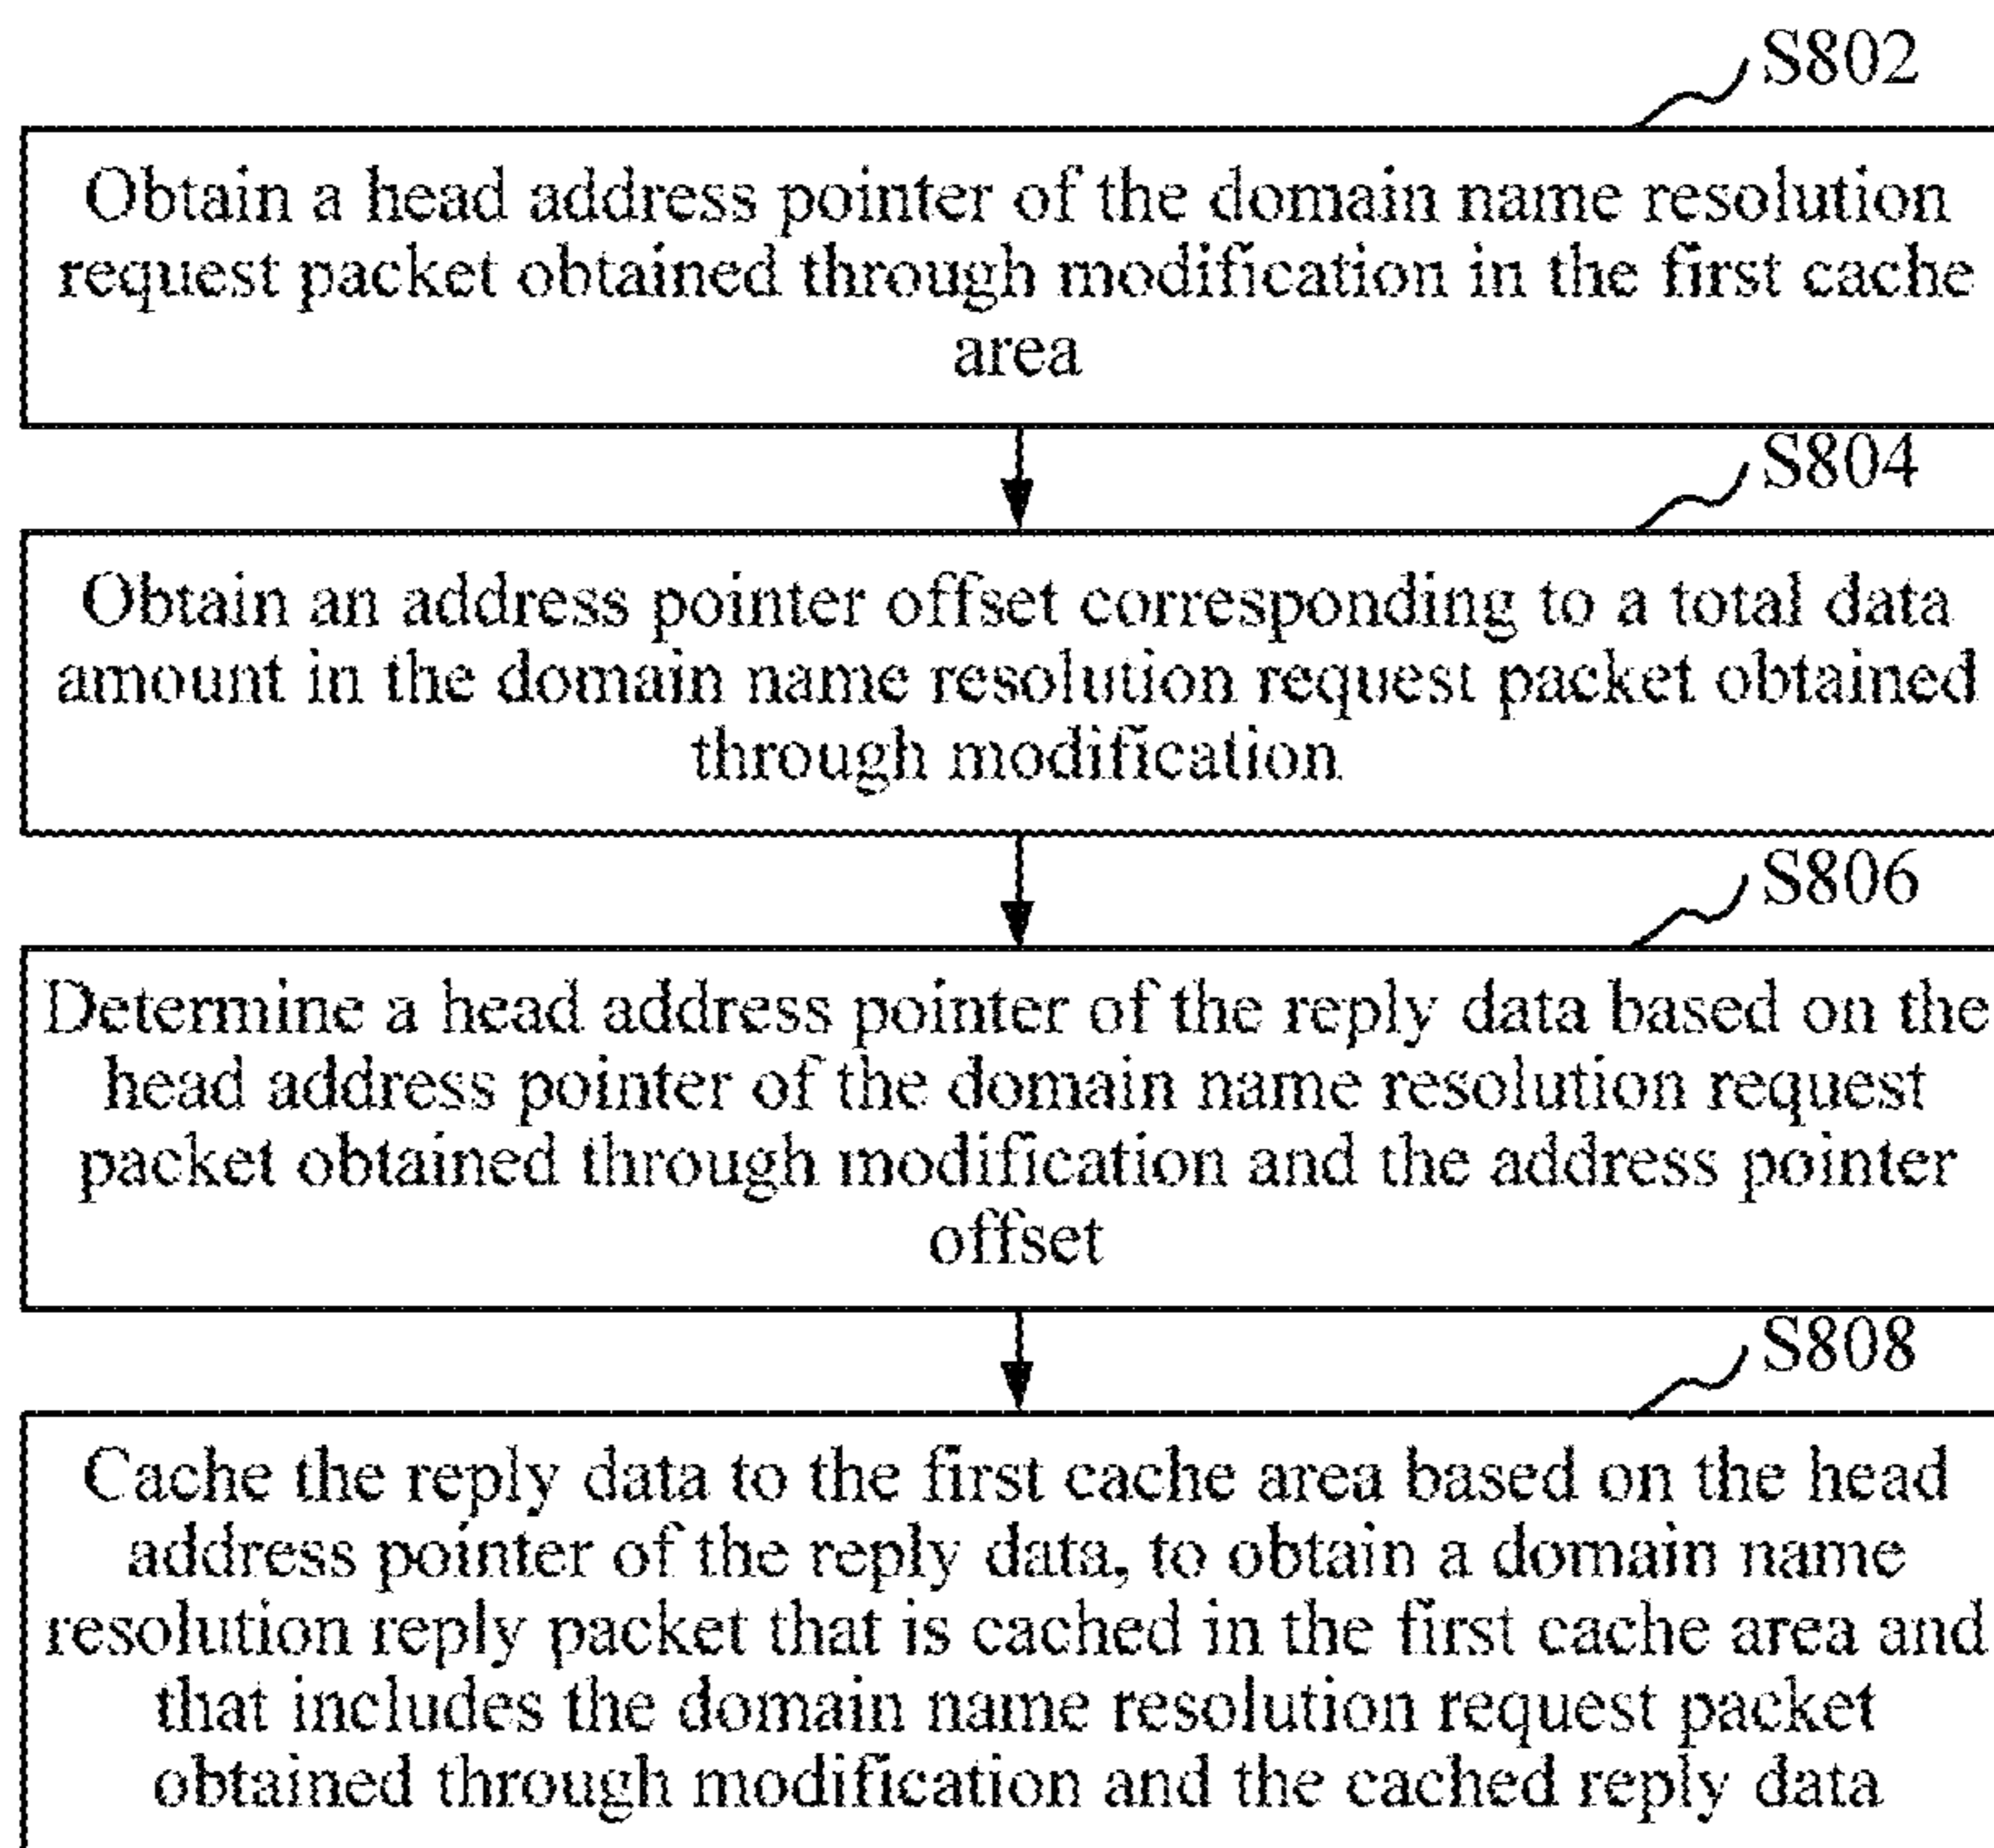 S802
Obtain a head address pointer of the domain name resolution
request packet obtained through modification in the first cache
area
S804
Obtain an address pointer offset corresponding to a total data
amount in the domain name resolution request packet obtained
through modification
S806
Determine a head address pointer of the reply data based on the
head address pointer of the domain name resolution request
packet obtained through modification and the address pointer
offset
S808
Cache the reply data to the first cache area based on the head
address pointer of the reply data, to obtain a domain name
resolution reply packet that is cached in the first cache area and
that includes the domain name resolution request packet
obtained through modification and the cached reply data